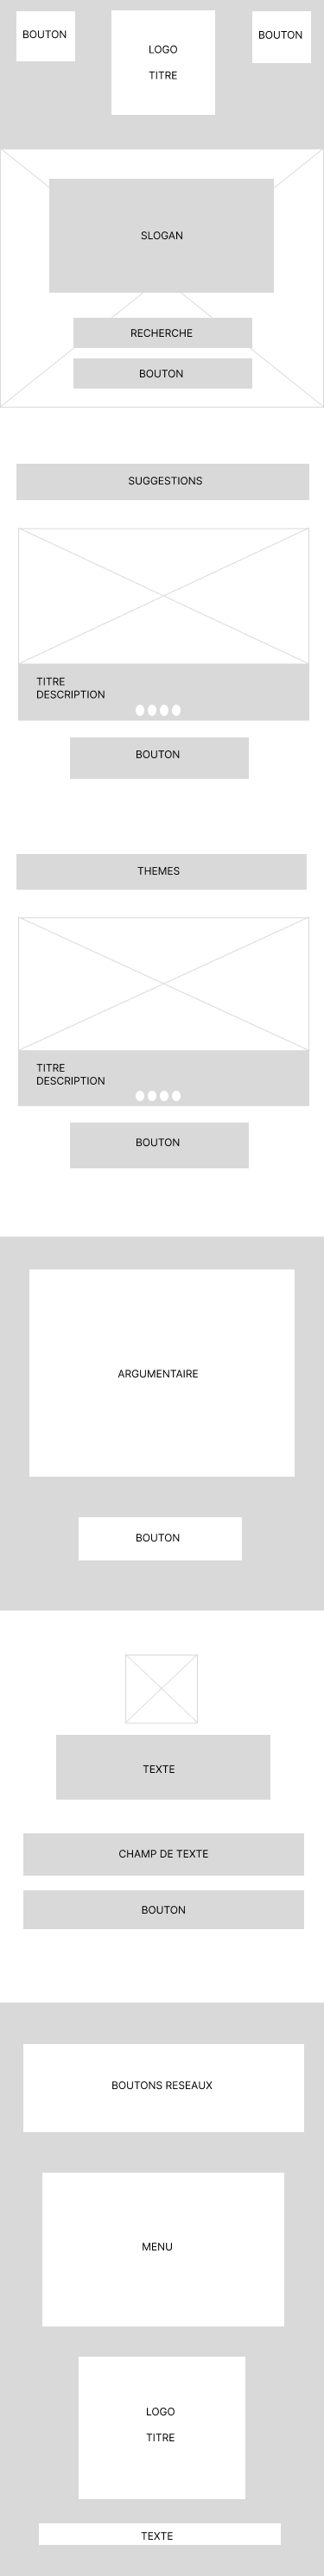 BOUTON
LOGO
TITRE
BOUTON
SLOGAN
RECHERCHE
BOUTON
SUGGESTIONS
TITRE
DESCRIPTION
BOUTON
THEMES
TITRE
DESCRIPTION
BOUTON
ARGUMENTAIRE
BOUTON
TEXTE
CHAMP DE TEXTE
BOUTON
BOUTONS RESEAUX
MENU
LOGO
TITRE
TEXTE